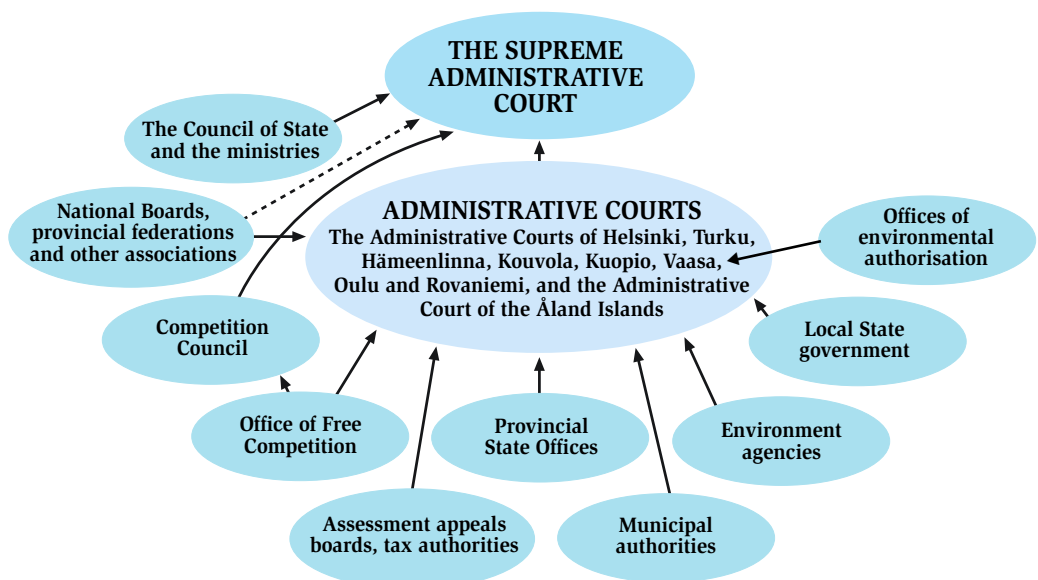 THE SUPREME
ADMINISTRATIVE
COURT
The Council of State
and the ministries
National Boards,
provincial federations
and other associations
ADMINISTRATIVE COURTS
The Administrative Courts of Helsinki, Turku,
Hämeenlinna, Kouvola, Kuopio, Vaasa,
Oulu and Rovaniemi, and the Administrative
Court of the Åland Islands
Offices of
environmental
authorisation
Competition
Council
Local State
government
Office of Free
Competition
Provincial
State Offices
Environment
agencies
Assessment appeals
boards, tax authorities
Municipal
authorities